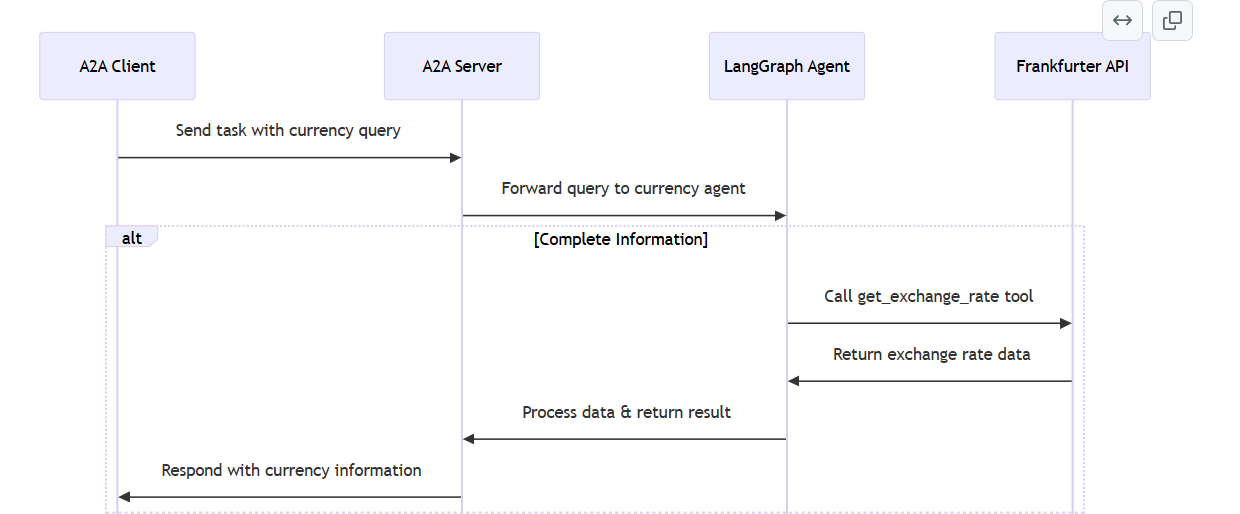 A2A Client
A2A Server
LangGraph Agent
Frankfurter API
Send task with currency query
Forward query to currency agent
alt
[Complete Information]
Call get_exchange_rate tool
Return exchange rate data
Process data & return result
Respond with currency information